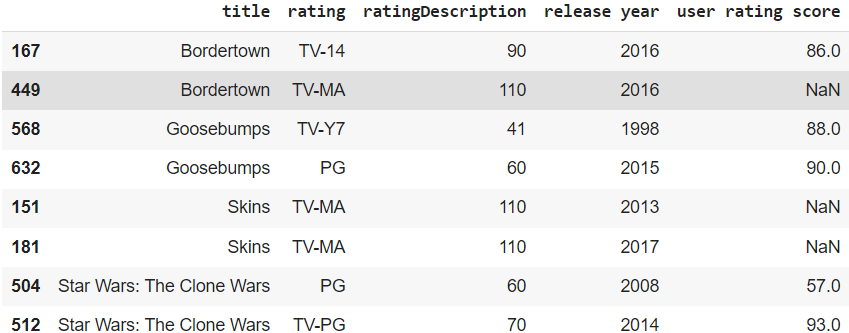 title rating ratingDescription release year user rating score
167 Bordertown TV-14 90 2016 86.0
449 Bordertown TV-MA 110 2016 NaN
568 Goosebumps TV-Y7 41 1998 88.0
632 Goosebumps PG 60 2015 90.0
151 Skins TV-MA 110 2013 NaN
181 Skins TV-MA 110 2017 NaN
504 Star Wars: The Clone Wars PG 60 2008 57.0
512 Star Wars: The Clone Wars TV-PG 70 2014 93.0